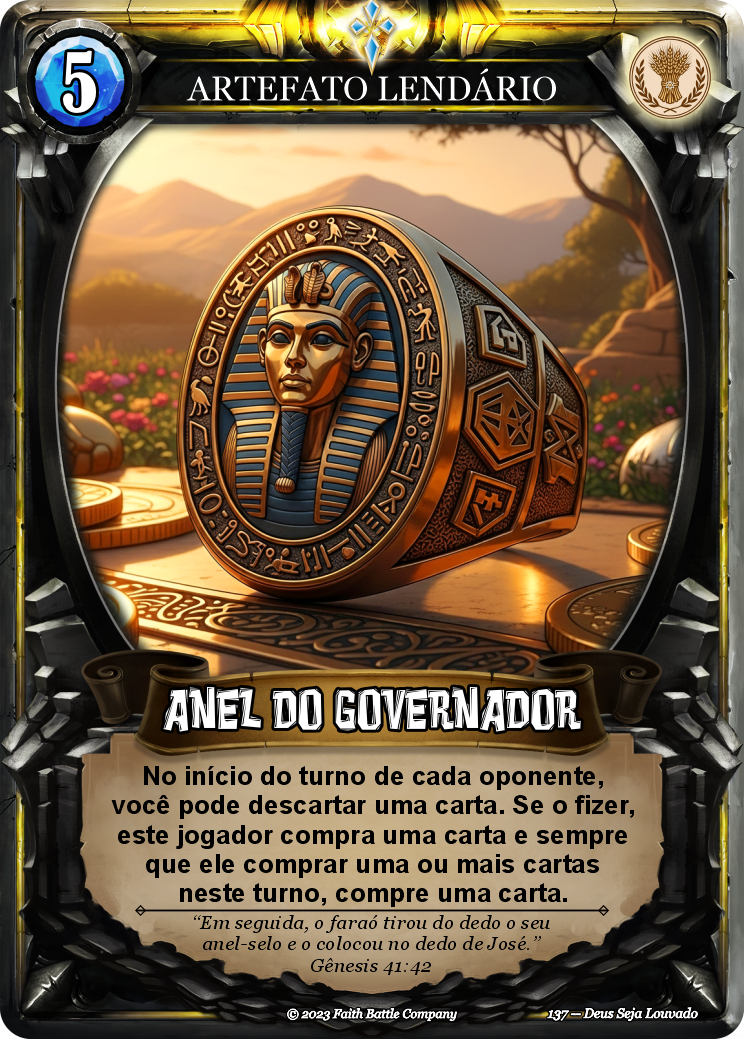 5
ARTEFATO LENDÁRIO
ANEL DO GOVERNADOR
No início do turno de cada oponente,
você pode descartar uma carta. Se o fizer,
este jogador compra uma carta e sempre
que ele comprar uma ou mais cartas
neste turno, compre uma carta.
“Em seguida, o faraó tirou do dedo o seu
anel-selo e o colocou no dedo de José.”
Gênesis 41:42
© 2023 Faith Battle Company
137 – Deus Seja Louvado